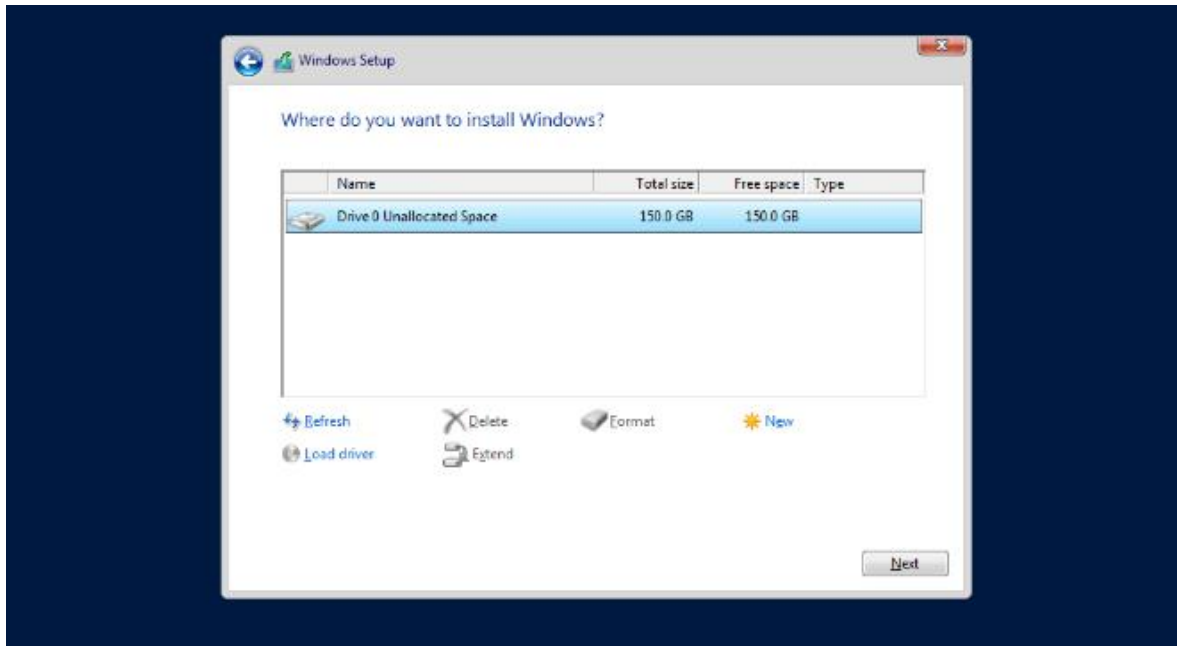 Windows Setup
Where do you want to install Windows?
Name Total size Free space Type
Drive 0 Unallocated Space 150.0 GB 150.0 GB
Refresh Delete Format New
Load driver Extend
Next